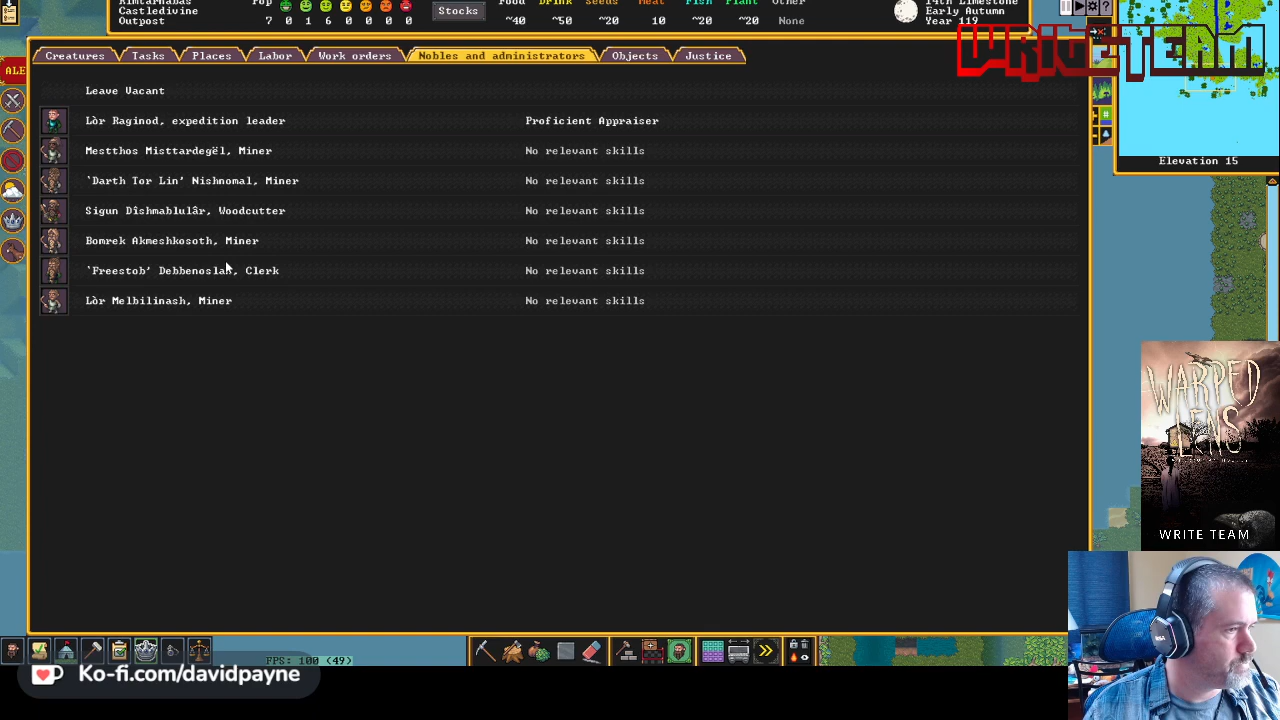 Pop
Food Drink Seeds Meat Fish Plant Other
14th Limestone
Castledivine
Outpost
7 0 1 6 0 0 0 0
Stocks
~40 ~50 ~20 10 ~20 ~20 None
Early Autumn
Year 119
WRITE TEAM
ALE
Creatures Tasks Places Labor Work orders Nobles and administrators Objects Justice
Leave Vacant
Lòr Raginod, expedition leader Proficient Appraiser
Mestthos Misttardegël, Miner No relevant skills
'Darth Tor Lin' Nishnomal, Miner No relevant skills
Sigun Dîshmablulâr, Woodcutter No relevant skills
Bomrek Akmeshkosoth, Miner No relevant skills
'Freestob' Debbenoslan, Clerk No relevant skills
Lòr Melbilinash, Miner No relevant skills
Elevation 15
WARPED
LENS
WRITE TEAM
FPS: 100 (49)
Ko-fi.com/davidpayne